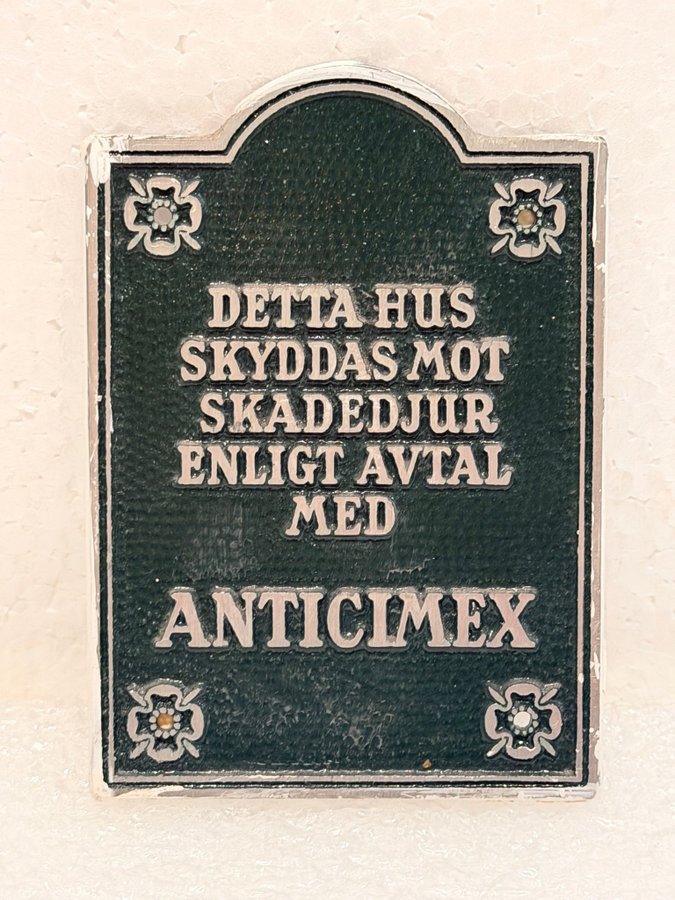 DETTA HUS
SKYDDAS MOT
SKADEDJUR
ENLIGT AVTAL
MED
ANTICIMEX